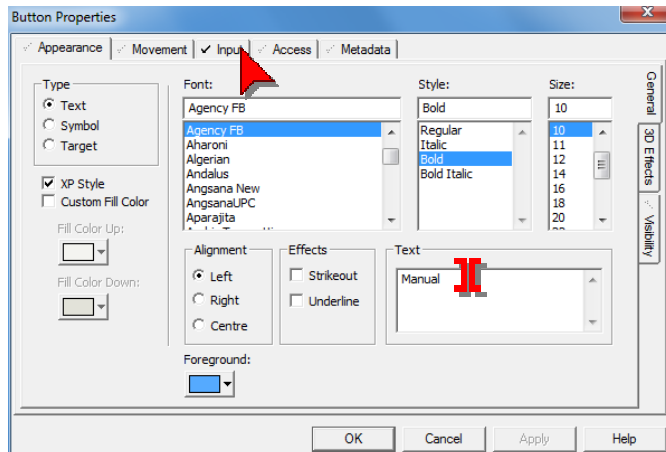 Button Properties
Appearance Movement Input Access Metadata
Type
Text
Symbol
Target
XP Style
Custom Fill Color
Fill Color Up:
Fill Color Down:
Font:
Agency FB
Agency FB
Aharoni
Algerian
Andalus
Angsana New
AngsanaUPC
Aparajita
Style:
Bold
Regular
Italic
Bold
Bold Italic
Size:
10
10
11
12
14
16
18
20
Alignment
Left
Right
Centre
Effects
Strikeout
Underline
Text
Manual
Foreground:
General
3D Effects
Visibility
OK Cancel Apply Help